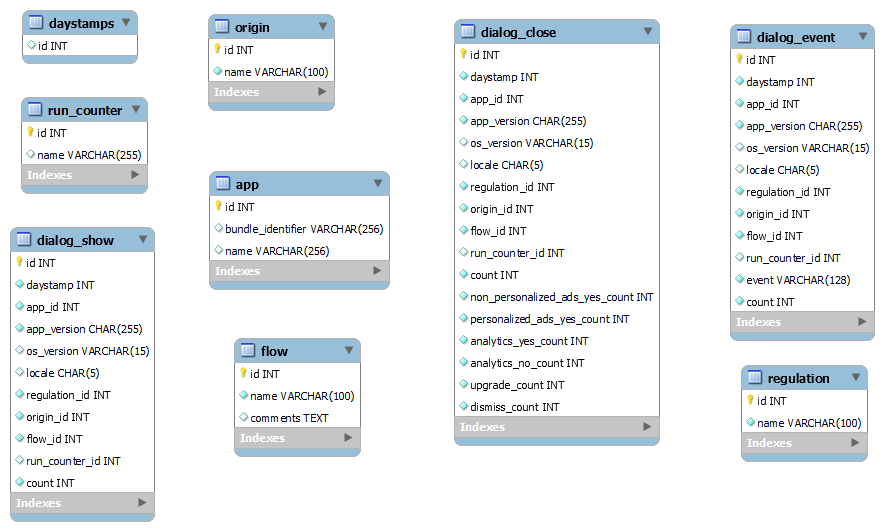 daystamps
id INT
run_counter
id INT
name VARCHAR(255)
Indexes
dialog_show
id INT
daystamp INT
app_id INT
app_version CHAR(255)
os_version VARCHAR(15)
locale CHAR(5)
regulation_id INT
origin_id INT
flow_id INT
run_counter_id INT
count INT
Indexes
origin
id INT
name VARCHAR(100)
Indexes
app
id INT
bundle_identifier VARCHAR(256)
name VARCHAR(256)
Indexes
flow
id INT
name VARCHAR(100)
comments TEXT
Indexes
dialog_close
id INT
daystamp INT
app_id INT
app_version CHAR(255)
os_version VARCHAR(15)
locale CHAR(5)
regulation_id INT
origin_id INT
flow_id INT
run_counter_id INT
count INT
non_personalized_ads_yes_count INT
personalized_ads_yes_count INT
analytics_yes_count INT
analytics_no_count INT
upgrade_count INT
dismiss_count INT
Indexes
dialog_event
id INT
daystamp INT
app_id INT
app_version CHAR(255)
os_version VARCHAR(15)
locale CHAR(5)
regulation_id INT
origin_id INT
flow_id INT
run_counter_id INT
event VARCHAR(128)
count INT
Indexes
regulation
id INT
name VARCHAR(100)
Indexes